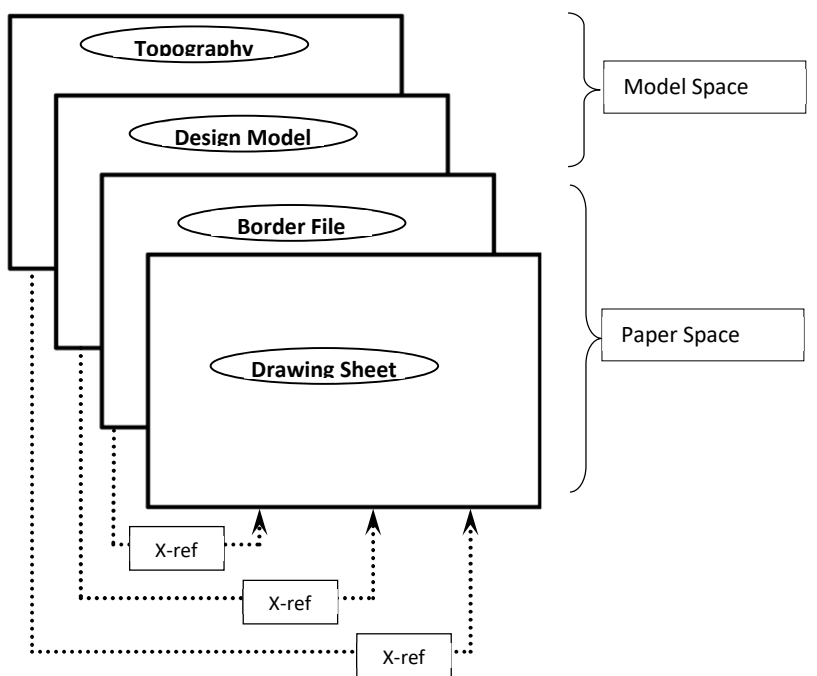 Topography
Model Space
Design Model
Border File
Paper Space
Drawing Sheet
X-ref
X-ref
X-ref